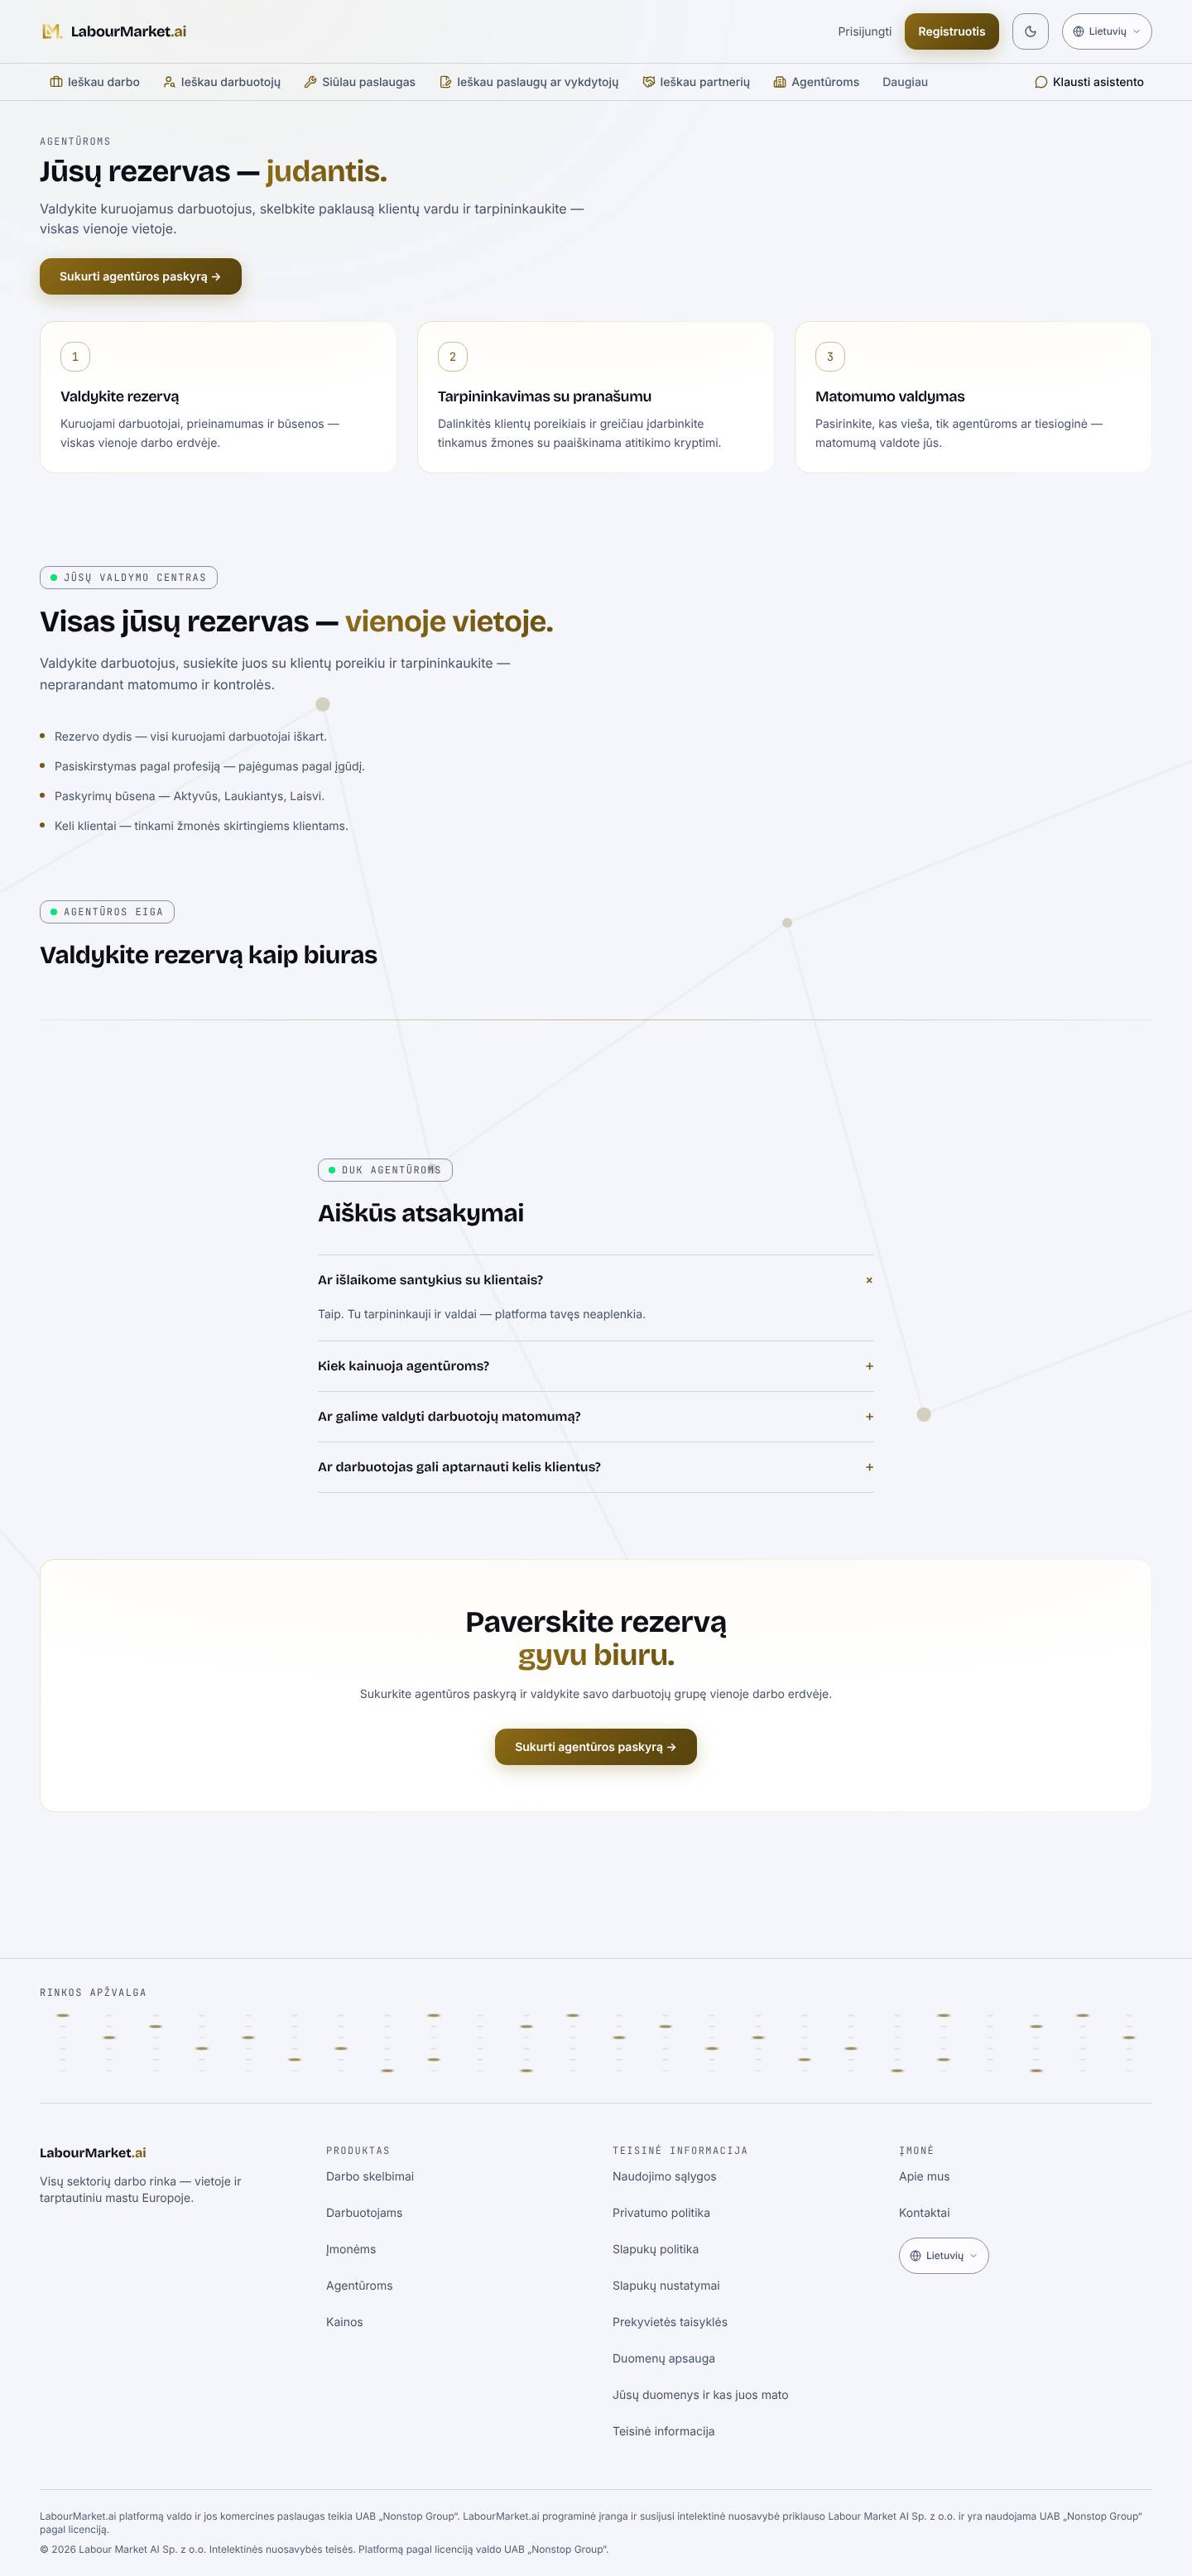 LabourMarket.ai
Prisijungti
Registruotis
Lietuvių
Ieškau darbo
Ieškau darbuotojų
Siūlau paslaugas
Ieškau paslaugų ar vykdytojų
Ieškau partnerių
Agentūroms
Daugiau
Klausti asistento
AGENTŪROMS
Jūsų rezervas — judantis.
Valdykite kuruojamus darbuotojus, skelbkite paklausą klientų vardu ir tarpininkaukite —
viskas vienoje vietoje.
Sukurti agentūros paskyrą →
1
Valdykite rezervą
Kuruojami darbuotojai, prieinamumas ir būsenos —
viskas vienoje darbo erdvėje.
2
Tarpininkavimas su pranašumu
Dalinkitės klientų poreikiais ir greičiau įdarbinkite
tinkamus žmones su paaiškinama atitikimo kryptimi.
3
Matomumo valdymas
Pasirinkite, kas vieša, tik agentūroms ar tiesioginė —
matomumą valdote jūs.
JŪSŲ VALDYMO CENTRAS
Visas jūsų rezervas — vienoje vietoje.
Valdykite darbuotojus, susiekite juos su klientų poreikiu ir tarpininkaukite —
neprarandant matomumo ir kontrolės.
Rezervo dydis — visi kuruojami darbuotojai iškart.
Pasiskirstymas pagal profesiją — pajėgumas pagal įgūdį.
Paskyrimų būsena — Aktyvūs, Laukiantys, Laisvi.
Keli klientai — tinkami žmonės skirtingiems klientams.
AGENTŪROS EIGA
Valdykite rezervą kaip biuras
DUK AGENTŪROMS
Aiškūs atsakymai
Ar išlaikome santykius su klientais?
Taip. Tu tarpininkauji ir valdai — platforma tavęs neaplenkia.
Kiek kainuoja agentūroms?
Ar galime valdyti darbuotojų matomumą?
Ar darbuotojas gali aptarnauti kelis klientus?
Paverskite rezervą
gyvu biuru.
Sukurkite agentūros paskyrą ir valdykite savo darbuotojų grupę vienoje darbo erdvėje.
Sukurti agentūros paskyrą →
RINKOS APŽVALGA
LabourMarket.ai
Visų sektorių darbo rinka — vietoje ir
tarptautiniu mastu Europoje.
PRODUKTAS
Darbo skelbimai
Darbuotojams
Įmonėms
Agentūroms
Kainos
TEISINĖ INFORMACIJA
Naudojimo sąlygos
Privatumo politika
Slapukų politika
Slapukų nustatymai
Prekyvietės taisyklės
Duomenų apsauga
Jūsų duomenys ir kas juos mato
Teisinė informacija
ĮMONĖ
Apie mus
Kontaktai
Lietuvių
LabourMarket.ai platformą valdo ir jos komercines paslaugas teikia UAB „Nonstop Group“. LabourMarket.ai programinė įranga ir susijusi intelektinė nuosavybė priklauso Labour Market AI Sp. z o.o. ir yra naudojama UAB „Nonstop Group“
pagal licenciją.
© 2026 Labour Market AI Sp. z o.o. Intelektinės nuosavybės teisės. Platformą pagal licenciją valdo UAB „Nonstop Group“.